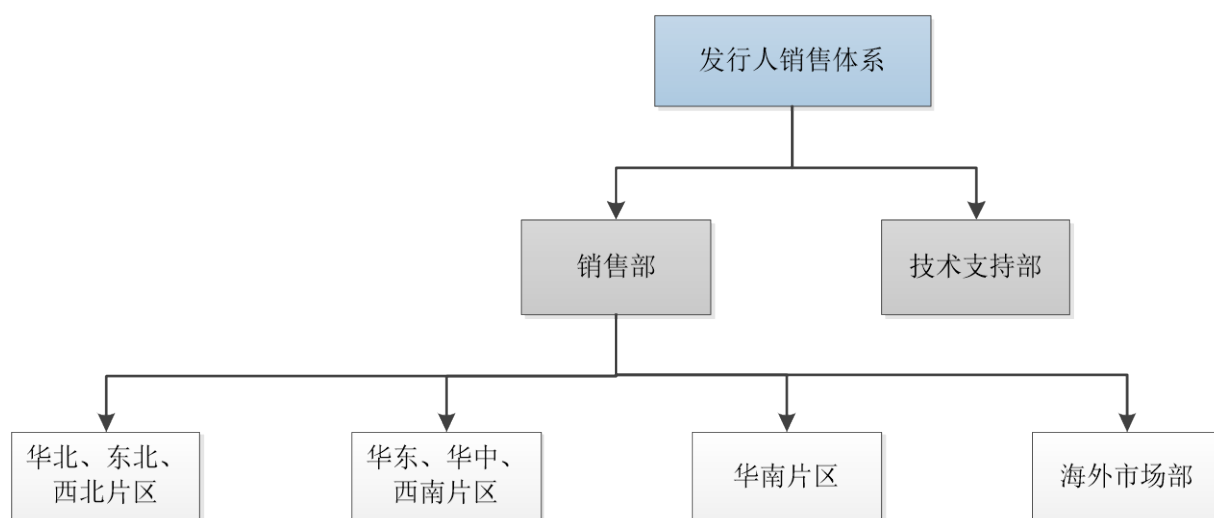 发行人销售体系
销售部
技术支持部
华北、东北、
西北片区
华东、华中、
西南片区
华南片区
海外市场部